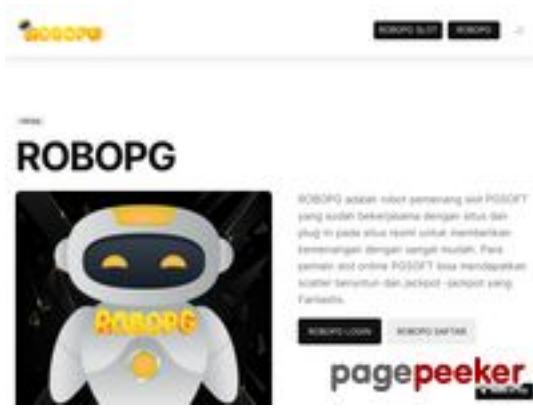 ROBOPG
ROBOPG SLOT
ROBOPG
Home
ROBOPG
ROBOPG adalah robot pemenang slot PGSOFT
yang sudah bekerjasama dengan situs dan
plug-in pada situs resmi untuk memberikan
kemenangan dengan sangat mudah. Para
pemain slot online PGSOFT bisa mendapatkan
scatter beruntun dan jackpot -jackpot yang
Fantastis.
ROBOPG
ROBOPG LOGIN
ROBOPG DAFTAR
pagepeeker